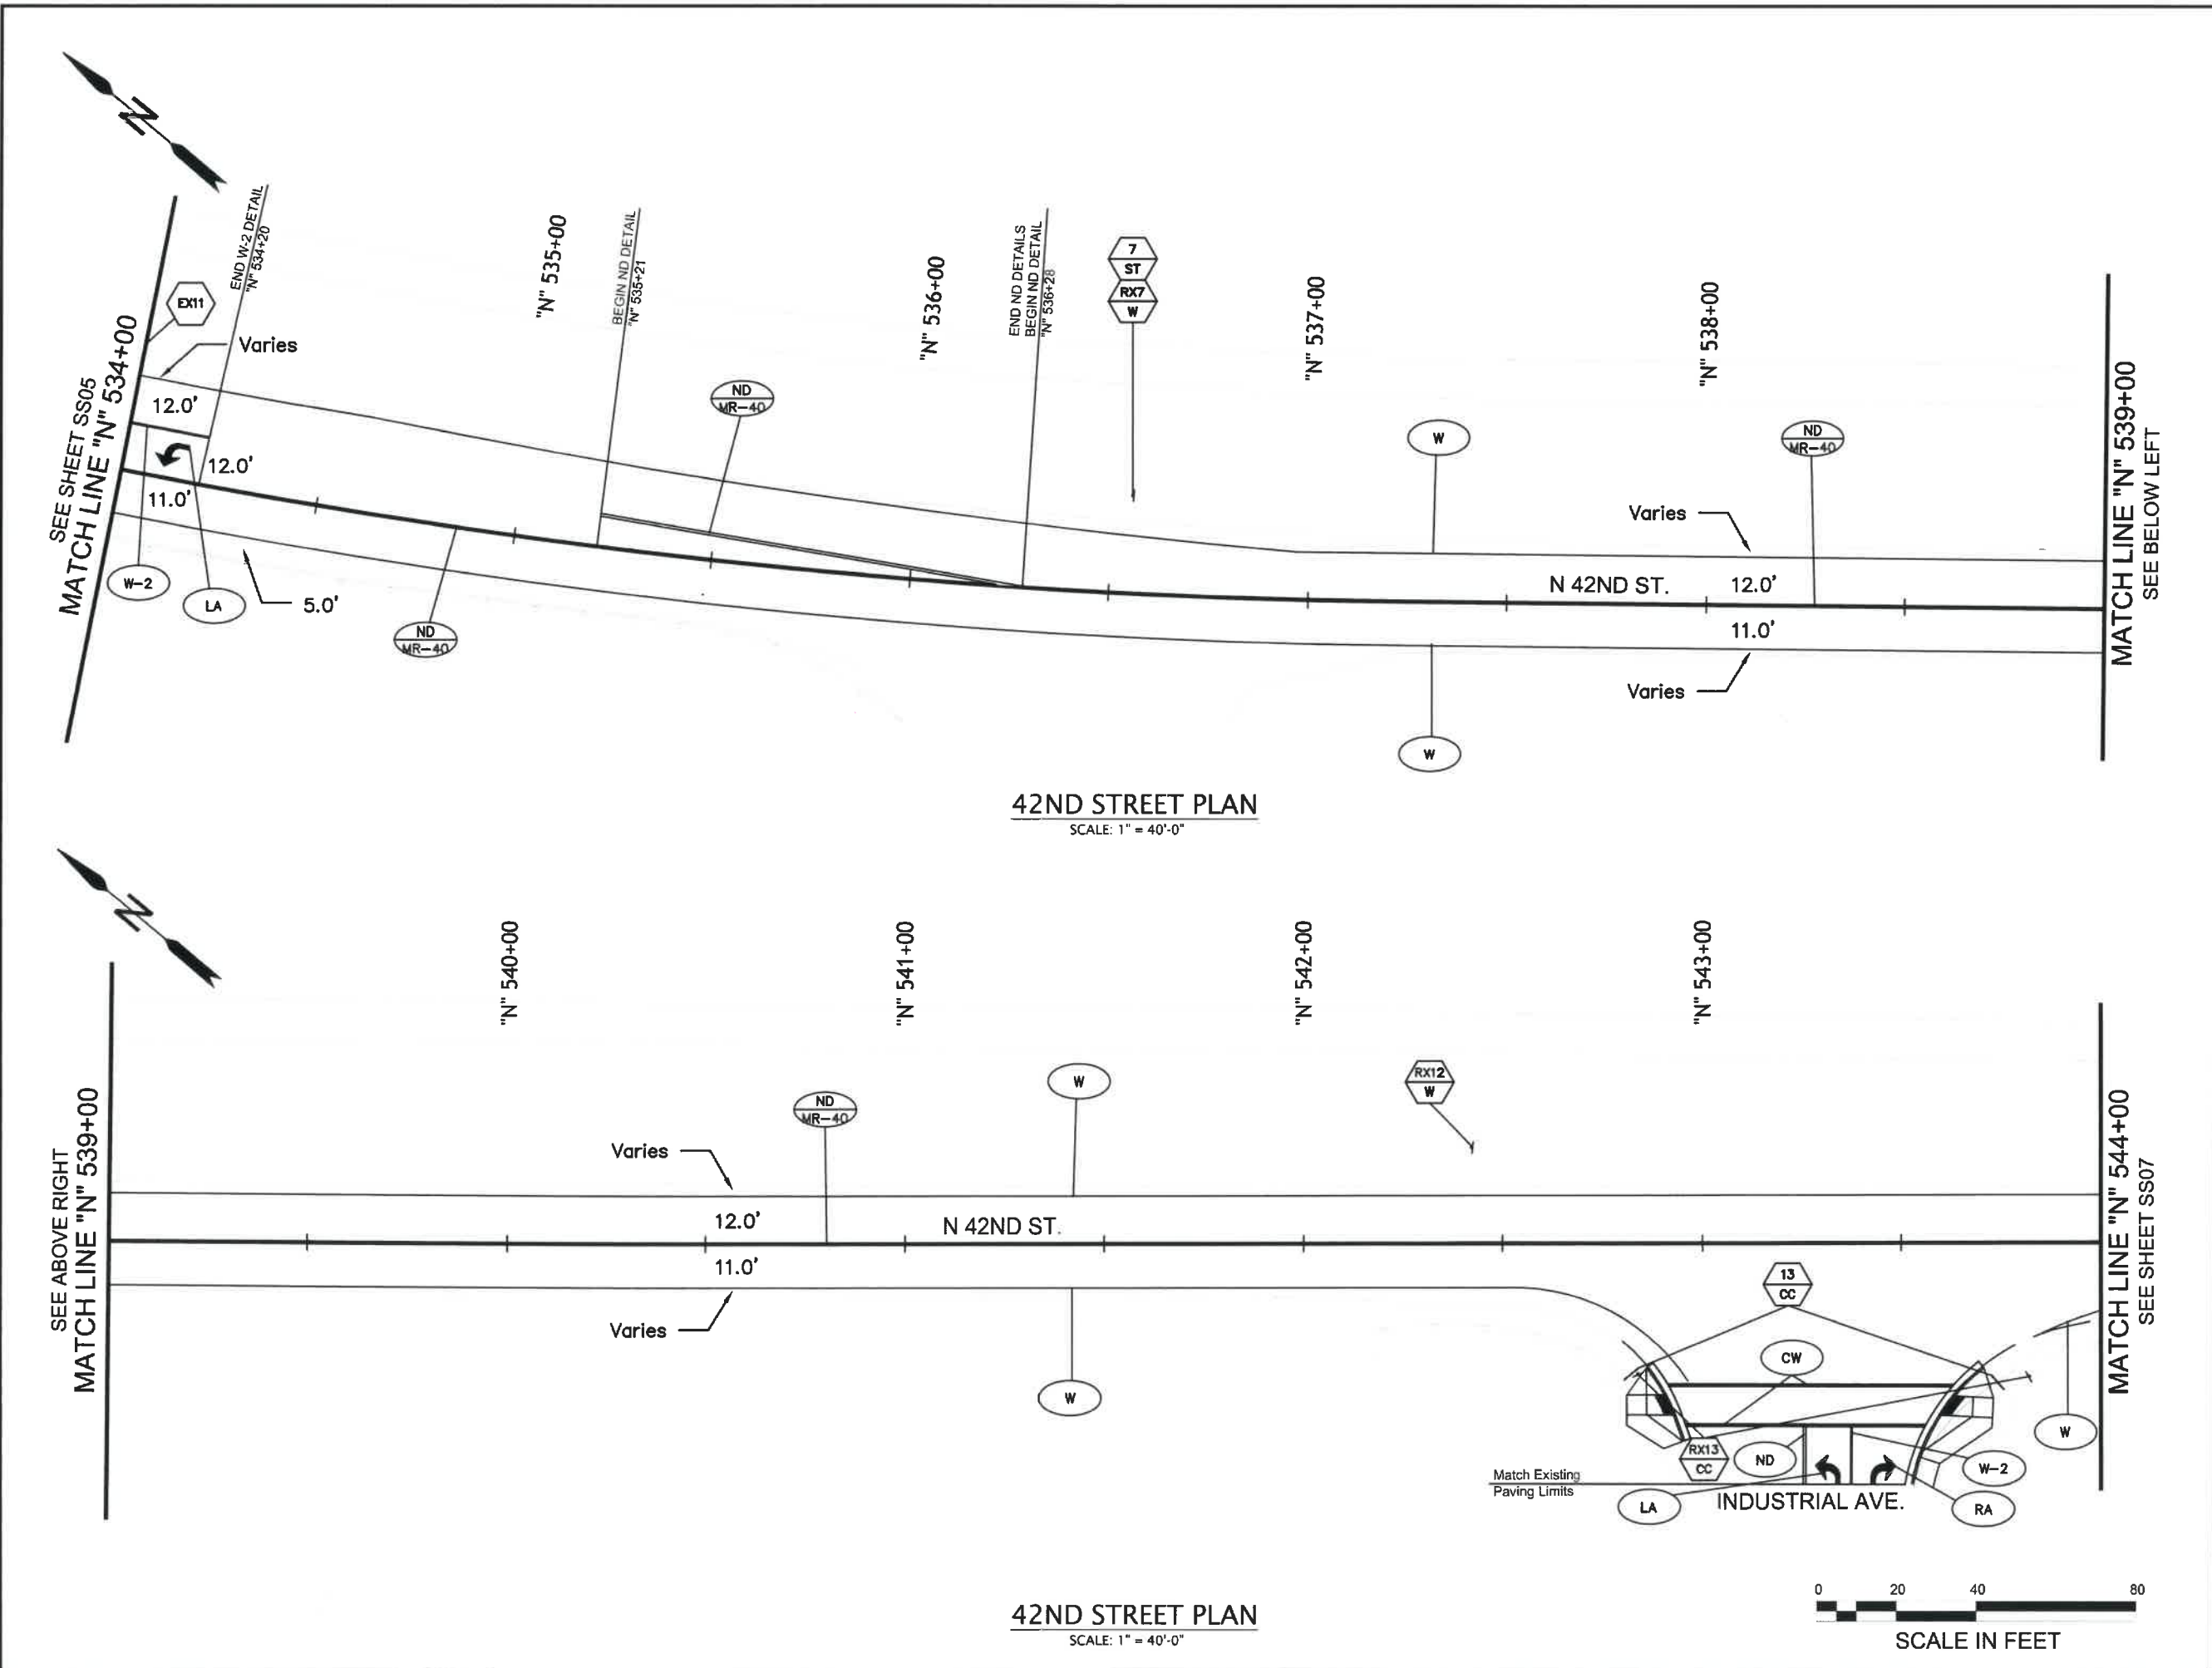 N
SEE SHEET SS05
MATCH LINE "N" 534+00
EX11
END W-2 DETAIL
"N" 534+20
Varies
12.0'
12.0'
11.0'
W-2
LA
5.0'
"N" 535+00
BEGIN ND DETAIL
"N" 535+21
ND
MR-40
ND
MR-40
"N" 536+00
END ND DETAILS
BEGIN ND DETAIL
"N" 536+28
7
ST
RX7
W
"N" 537+00
W
W
"N" 538+00
Varies
N 42ND ST.
12.0'
11.0'
Varies
ND
MR-40
MATCH LINE "N" 539+00
SEE BELOW LEFT
42ND STREET PLAN
SCALE: 1" = 40'-0"
N
SEE ABOVE RIGHT
MATCH LINE "N" 539+00
"N" 540+00
"N" 541+00
"N" 542+00
"N" 543+00
Varies
12.0'
11.0'
Varies
ND
MR-40
W
N 42ND ST.
W
RX12
W
13
CC
CW
RX13
CC
ND
W
W-2
RA
LA
Match Existing
Paving Limits
INDUSTRIAL AVE.
MATCH LINE "N" 544+00
SEE SHEET SS07
42ND STREET PLAN
SCALE: 1" = 40'-0"
0 20 40 80
SCALE IN FEET